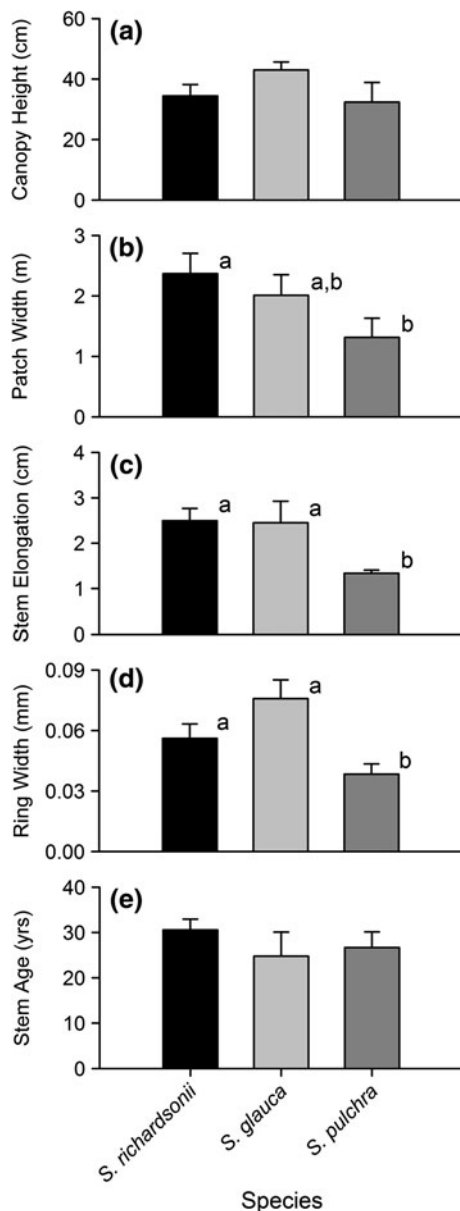 (a)
Canopy Height (cm)
60
40
20
0
(b)
Patch Width (m)
3
2
1
0
a
a,b
b
(c)
Stem Elongation (cm)
4
3
2
1
0
a
a
b
(d)
Ring Width (mm)
0.09
0.06
0.03
0.00
a
a
b
(e)
Stem Age (yrs)
40
30
20
10
0
S. richardsonii
S. glauca
S. pulchra
Species